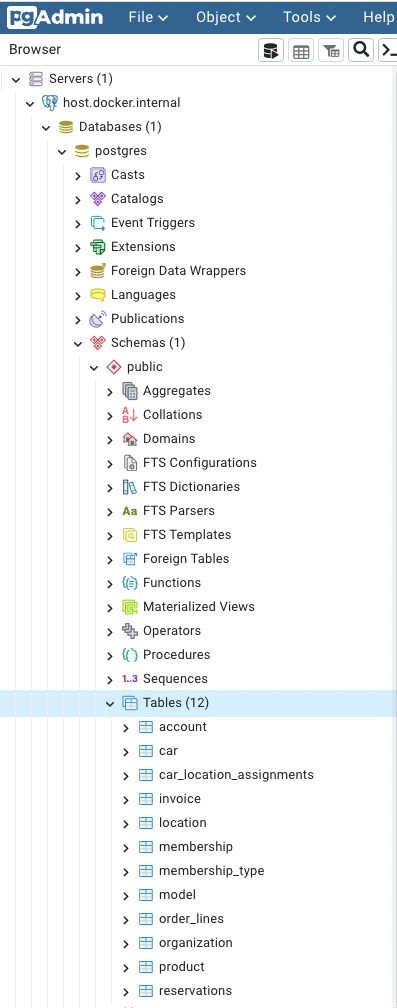 pgAdmin File Object Tools Help
Browser
Servers (1)
host.docker.internal
Databases (1)
postgres
Casts
Catalogs
Event Triggers
Extensions
Foreign Data Wrappers
Languages
Publications
Schemas (1)
public
Aggregates
Collations
Domains
FTS Configurations
FTS Dictionaries
Aa FTS Parsers
FTS Templates
Foreign Tables
Functions
Materialized Views
Operators
Procedures
1..3 Sequences
Tables (12)
account
car
car_location_assignments
invoice
location
membership
membership_type
model
order_lines
organization
product
reservations